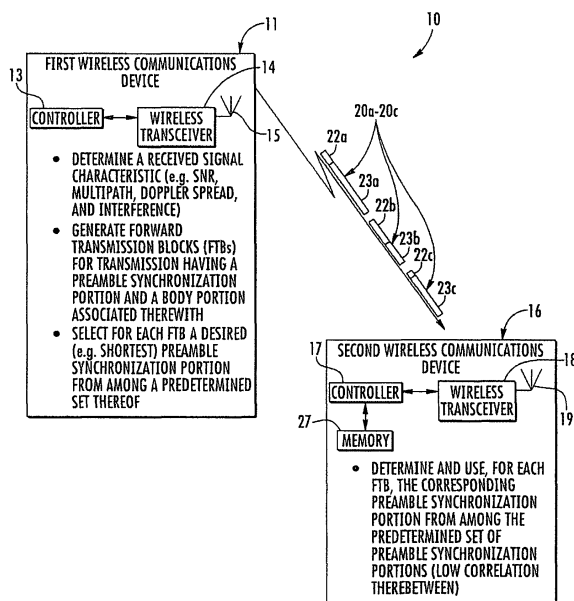 11
10
FIRST WIRELESS COMMUNICATIONS
DEVICE
13
14
CONTROLLER
WIRELESS
TRANSCEIVER
15
• DETERMINE A RECEIVED SIGNAL
CHARACTERISTIC (e.g. SNR,
MULTIPATH, DOPPLER SPREAD,
AND INTERFERENCE)
• GENERATE FORWARD
TRANSMISSION BLOCKS (FTBs)
FOR TRANSMISSION HAVING A
PREAMBLE SYNCHRONIZATION
PORTION AND A BODY PORTION
ASSOCIATED THEREWITH
• SELECT FOR EACH FTB A DESIRED
(e.g. SHORTEST) PREAMBLE
SYNCHRONIZATION PORTION
FROM AMONG A PREDETERMINED
SET THEREOF
20a-20c
22a
23a
22b
23b
22c
23c
16
SECOND WIRELESS COMMUNICATIONS
DEVICE
17
18
CONTROLLER
WIRELESS
TRANSCEIVER
19
27
MEMORY
• DETERMINE AND USE, FOR EACH
FTB, THE CORRESPONDING
PREAMBLE SYNCHRONIZATION
PORTION FROM AMONG THE
PREDETERMINED SET OF
PREAMBLE SYNCHRONIZATION
PORTIONS (LOW CORRELATION
THEREBETWEEN)